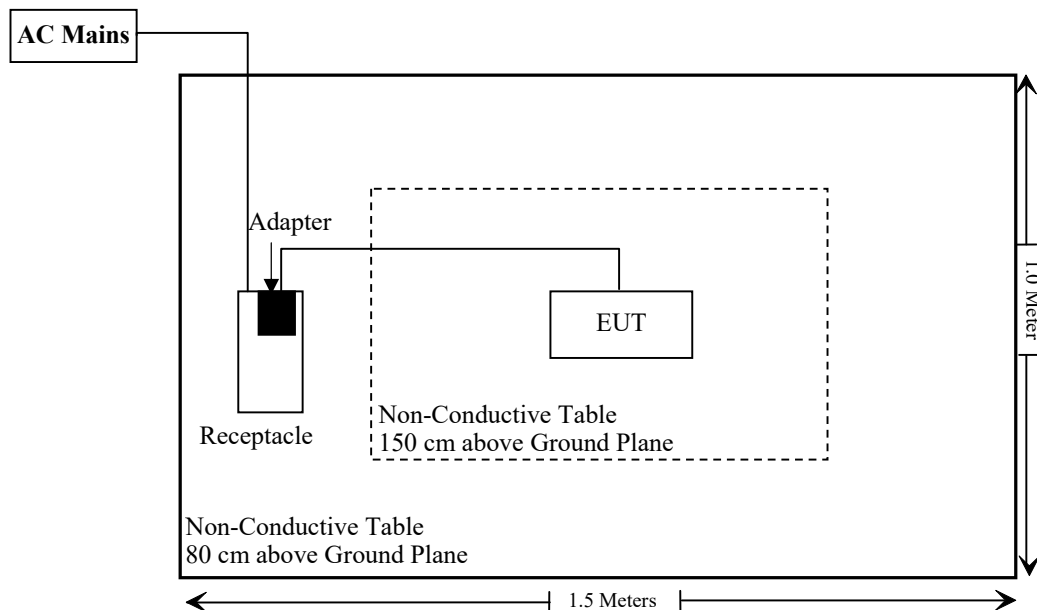 AC Mains
Adapter
EUT
1.0 Meter
Non-Conductive Table
150 cm above Ground Plane
Receptacle
Non-Conductive Table
80 cm above Ground Plane
1.5 Meters